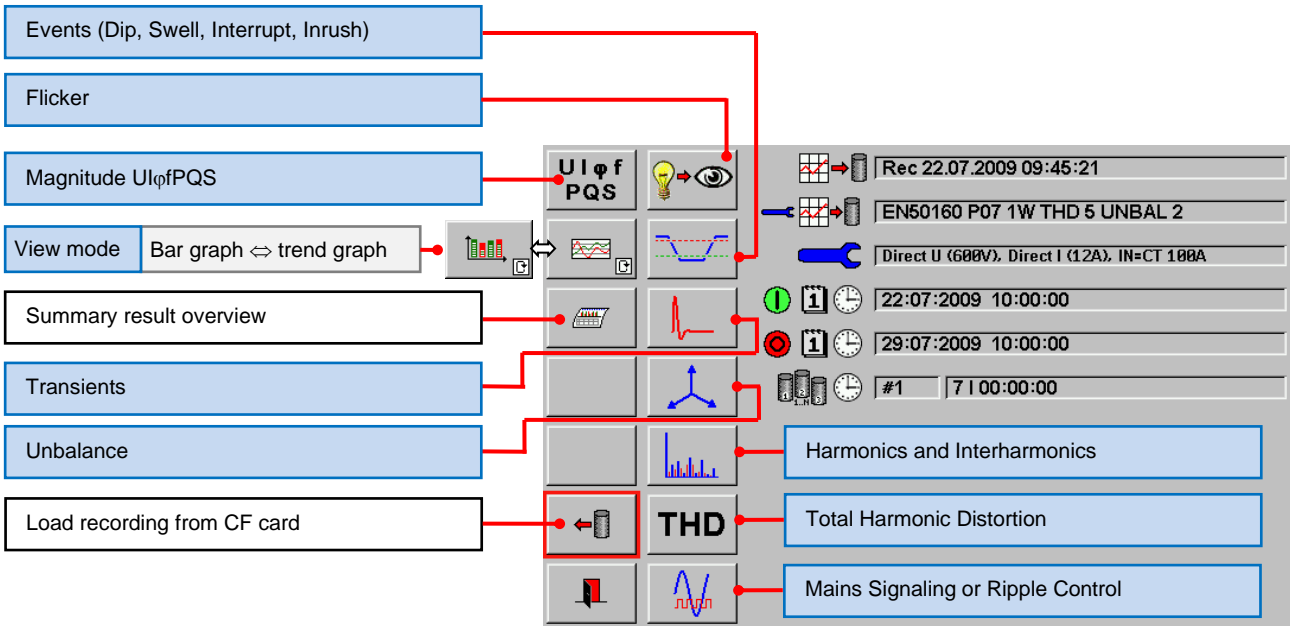 Events (Dip, Swell, Interrupt, Inrush)
Flicker
Magnitude UIφfPQS
View mode
Bar graph ⇔ trend graph
Summary result overview
Transients
Unbalance
Load recording from CF card
U I φ f
PQS
THD
Rec 22.07.2009 09:45:21
EN50160 P07 1W THD 5 UNBAL 2
Direct U (600V), Direct I (12A), IN=CT 100A
1
22:07:2009 10:00:00
1
29:07:2009 10:00:00
#1
7 | 00:00:00
Harmonics and Interharmonics
Total Harmonic Distortion
Mains Signaling or Ripple Control